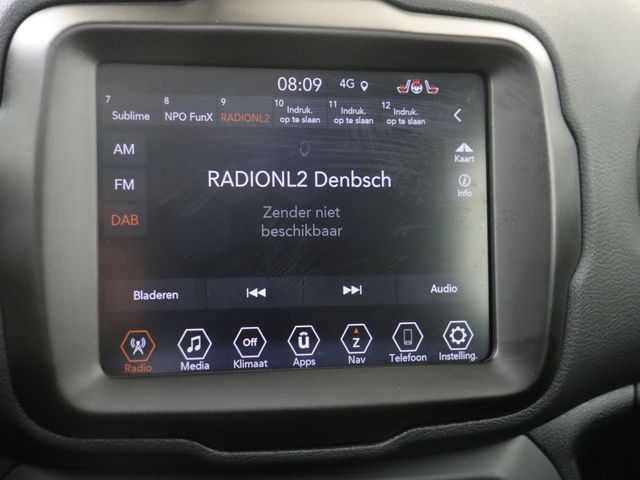 08:09 4G
7 8 9 10 11 12
Sublime NPO FunX RADIONL2 Indruk. op te slaan Indruk. op te slaan Indruk. op te slaan
AM
Kaart
RADIONL2 Denbsch
FM
Info
DAB
Zender niet
beschikbaar
Bladeren Audio
Off ü Z
Radio Media Klimaat Apps Nav Telefoon Instelling.